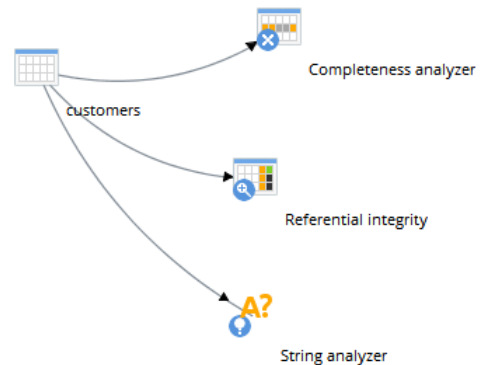 Completeness analyzer
customers
Referential integrity
A?
String analyzer